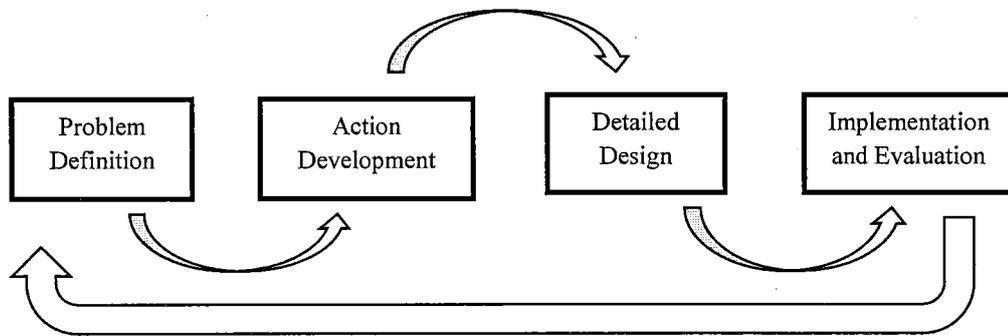 Problem
Definition
Action
Development
Detailed
Design
Implementation
and Evaluation